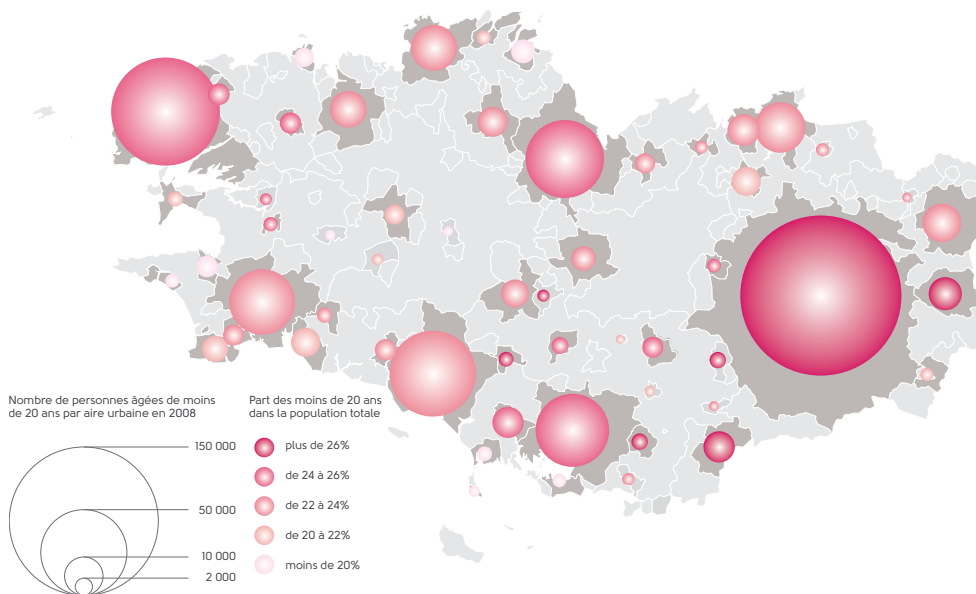 Nombre de personnes âgées de moins
de 20 ans par aire urbaine en 2008
150 000
50 000
10 000
2 000
Part des moins de 20 ans
dans la population totale
plus de 26%
de 24 à 26%
de 22 à 24%
de 20 à 22%
moins de 20%